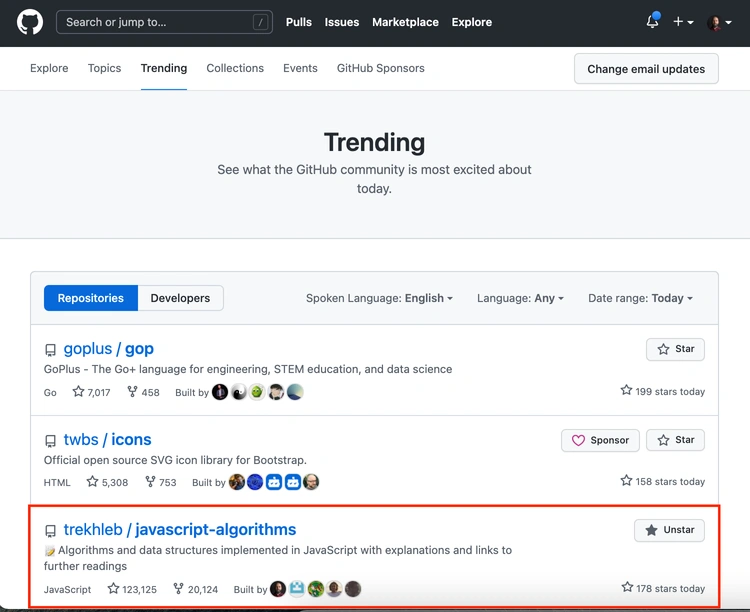 Search or jump to... / Pulls Issues Marketplace Explore
Explore Topics Trending Collections Events GitHub Sponsors Change email updates
Trending
See what the GitHub community is most excited about
today.
Repositories Developers Spoken Language: English Language: Any Date range: Today
goplus / gop Star
GoPlus - The Go+ language for engineering, STEM education, and data science
Go 7,017 458 Built by 199 stars today
twbs / icons Sponsor Star
Official open source SVG icon library for Bootstrap.
HTML 5,308 753 Built by 158 stars today
trekhleb / javascript-algorithms Unstar
Algorithms and data structures implemented in JavaScript with explanations and links to
further readings
JavaScript 123,125 20,124 Built by 178 stars today